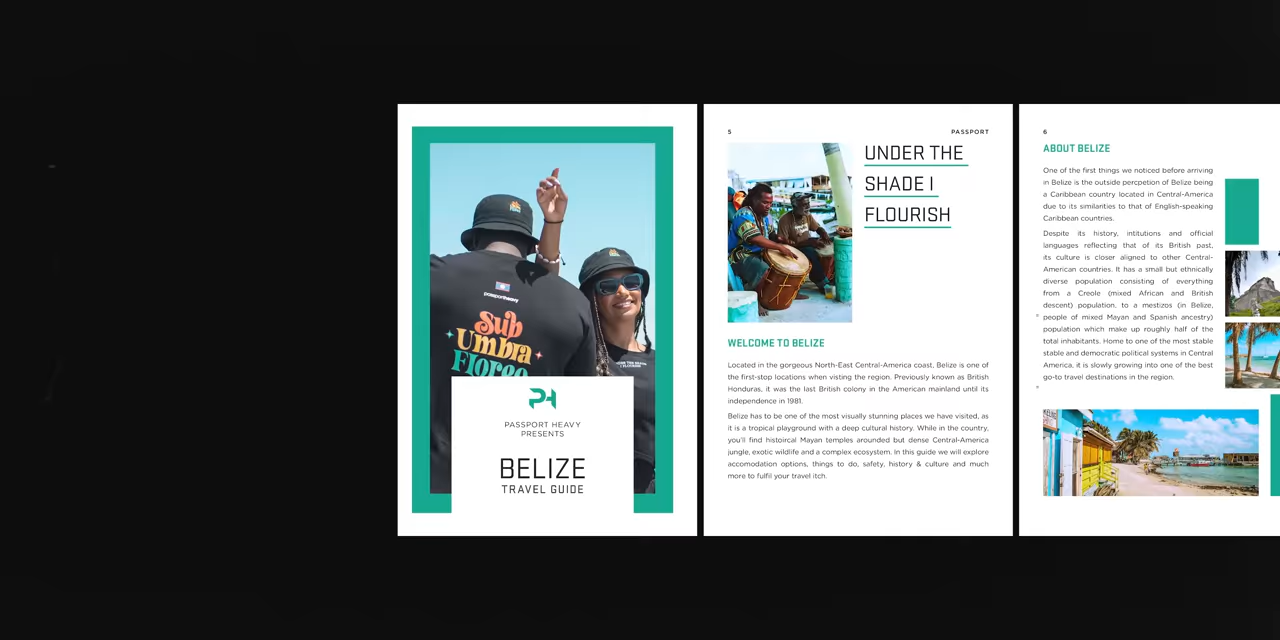 passportheavy
Sub
Umbra
Floreo
PH
PASSPORT HEAVY
PRESENTS
BELIZE
TRAVEL GUIDE
5
PASSPORT
UNDER THE
SHADE I
FLOURISH
WELCOME TO BELIZE
Located in the gorgeous North-East Central-America coast, Belize is one of
the first-stop locations when visting the region. Previously known as British
Honduras, it was the last British colony in the American mainland until its
independence in 1981.
Belize has to be one of the most visually stunning places we have visited, as
it is a tropical playground with a deep cultural history. While in the country,
you'll find histoircal Mayan temples arounded but dense Central-America
jungle, exotic wildlife and a complex ecosystem. In this guide we will explore
accomodation options, things to do, safety, history & culture and much
more to fulfil your travel itch.
6
ABOUT BELIZE
One of the first things we noticed before arriving
in Belize is the outside percpetion of Belize being
a Caribbean country located in Central-America
due to its similarities to that of English-speaking
Caribbean countries.
Despite its history, intitutions and official
languages reflecting that of its British past,
its culture is closer aligned to other Central-
American countries. It has a small but ethnically
diverse population consisting of everything
from a Creole (mixed African and British
descent) population, to a mestizos (in Belize,
people of mixed Mayan and Spanish ancestry)
population which make up roughly half of the
total inhabitants. Home to one of the most stable
stable and democratic political systems in Central
America, it is slowly growing into one of the best
go-to travel destinations in the region.